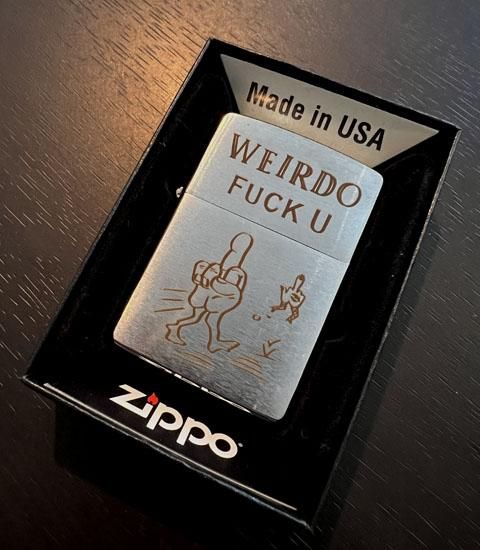 Made in USA
WEIRDO
FUCK U
zippo